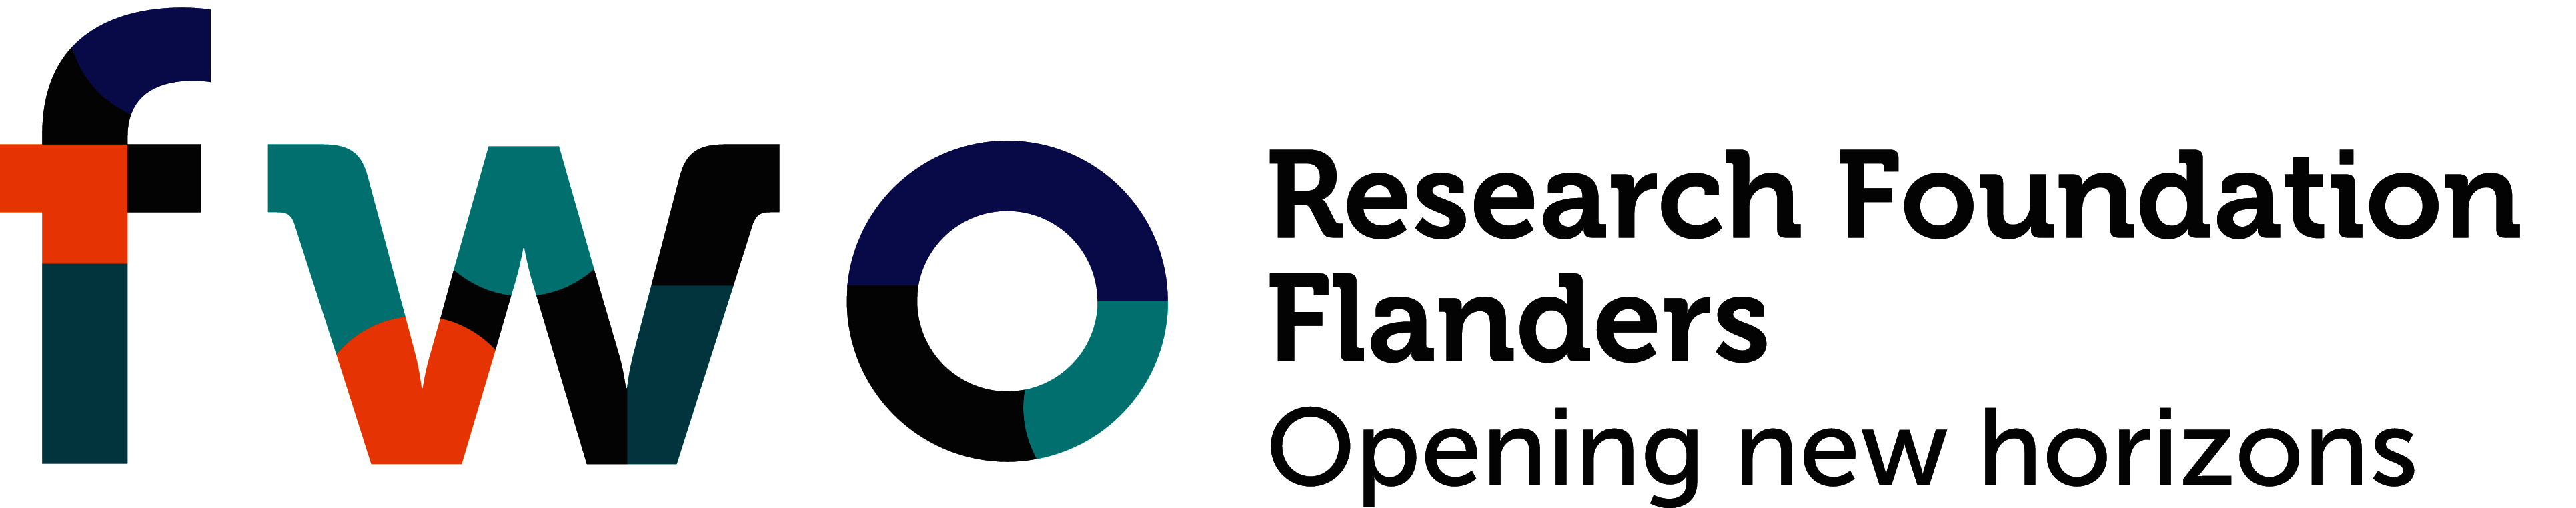 fwo
Research Foundation
Flanders
Opening new horizons